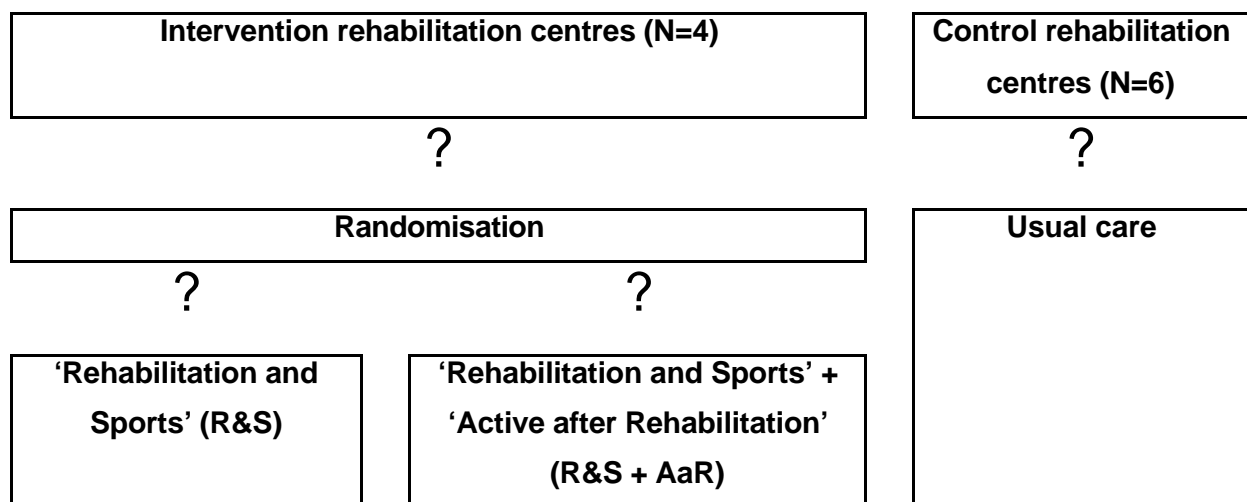 Intervention rehabilitation centres (N=4)
Control rehabilitation
centres (N=6)
?
?
Randomisation
Usual care
?
?
‘Rehabilitation and
Sports’ (R&S)
‘Rehabilitation and Sports’ +
‘Active after Rehabilitation’
(R&S + AaR)